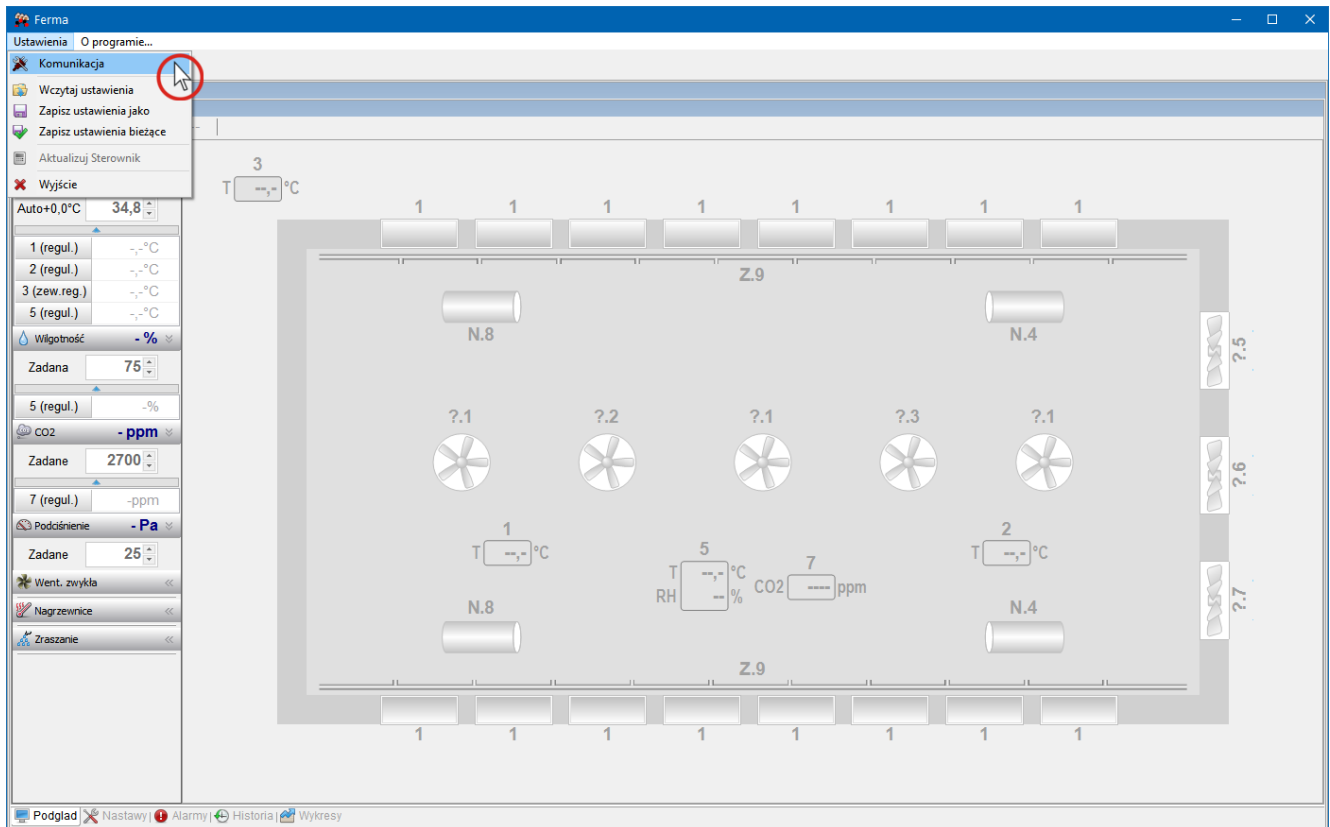 Ferma
Ustawienia O programie...
Komunikacja
Wczytaj ustawienia
Zapisz ustawienia jako
Zapisz ustawienia bieżące
Aktualizuj Sterownik
Wyjście
Auto+0,0°C 34,8
1 (regul.) -,-°C
2 (regul.) -,-°C
3 (zew.reg.) -,-°C
5 (regul.) -,-°C
Wilgotność - %
Zadana 75
5 (regul.) -%
CO2 - ppm
Zadane 2700
7 (regul.) -ppm
Podciśnienie - Pa
Zadane 25
Went. zwykła
Nagrzewnice
Zraszanie
3
T --,- °C
1 1 1 1 1 1 1 1
Z.9
N.8 N.4
?.5
?.1 ?.2 ?.1 ?.3 ?.1
?.6
1
T --,- °C
5
T --,- °C
RH -- %
7
CO2 ---- ppm
2
T --,- °C
?.7
N.8 N.4
Z.9
1 1 1 1 1 1 1 1
Podglad Nastawy Alarmy Historia Wykresy